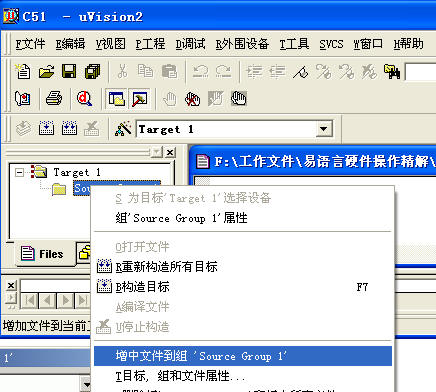 C51 - uVision2
F文件 E编辑 V视图 P工程 D调试 R外围设备 T工具 SVCS W窗口 H帮助
Target 1
F:\工作文件\易语言硬件操作精解\
Target 1
S 为目标'Target 1'选择设备
组'Source Group 1'属性
O打开文件
Files
R重新构造所有目标
B构造目标 F7
A编译文件
U停止构造
增加文件到当前
增中文件到组 'Source Group 1'
1'
T目标, 组和文件属性...